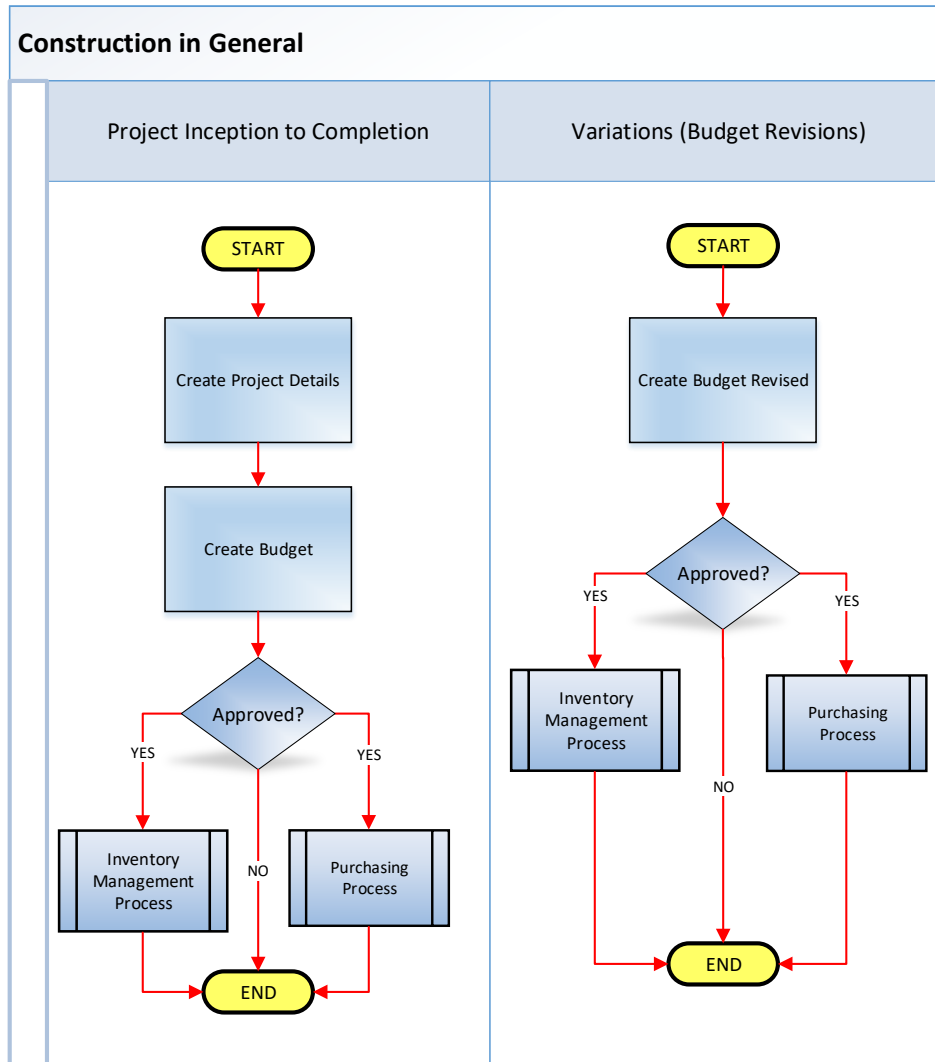 Construction in General
Project Inception to Completion
Variations (Budget Revisions)
START
Create Project Details
Create Budget
Approved?
YES
YES
NO
Inventory
Management
Process
Purchasing
Process
END
START
Create Budget Revised
Approved?
YES
YES
Inventory
Management
Process
Purchasing
Process
NO
END